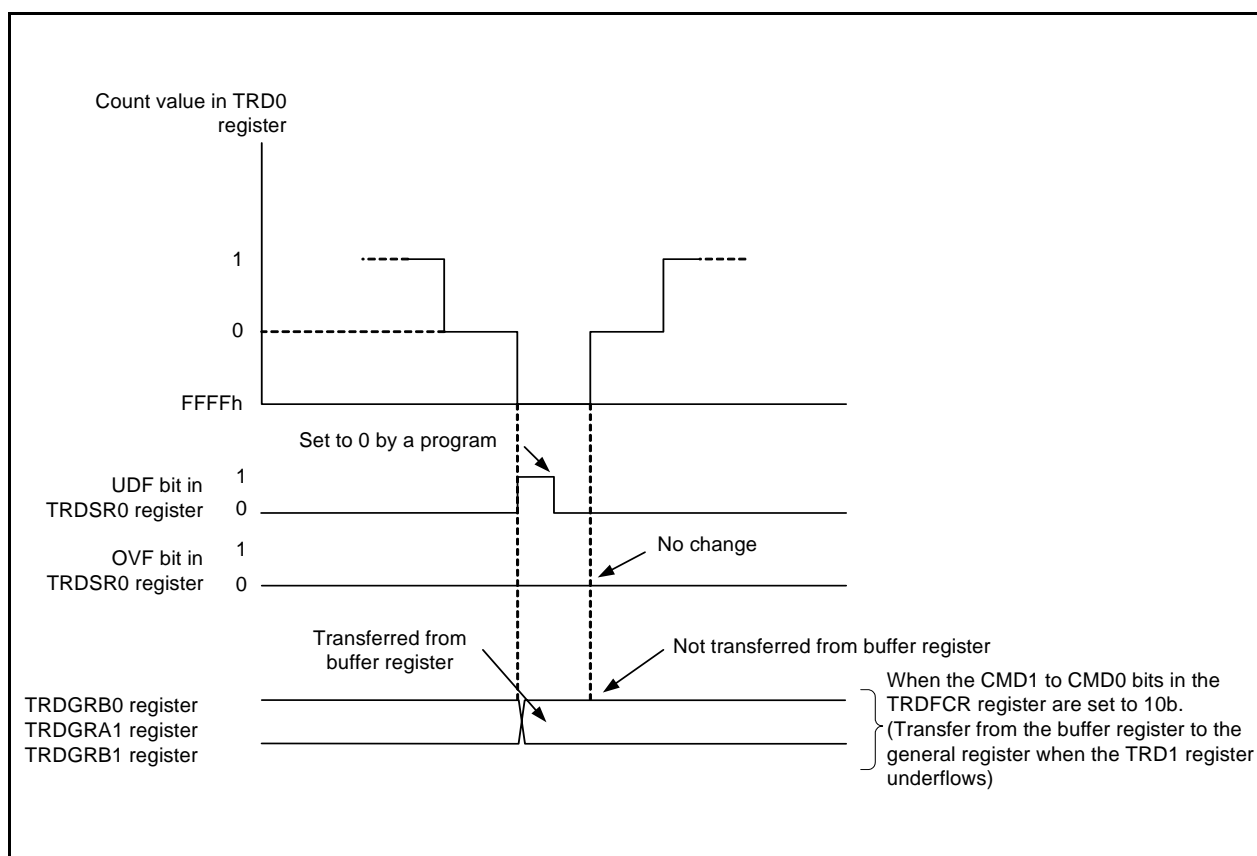 Count value in TRD0
register
1
0
FFFFh
Set to 0 by a program
UDF bit in
TRDSR0 register
1
0
No change
OVF bit in
TRDSR0 register
1
0
Transferred from
buffer register
Not transferred from buffer register
TRDGRB0 register
TRDGRA1 register
TRDGRB1 register
When the CMD1 to CMD0 bits in the
TRDFCR register are set to 10b.
(Transfer from the buffer register to the
general register when the TRD1 register
underflows)